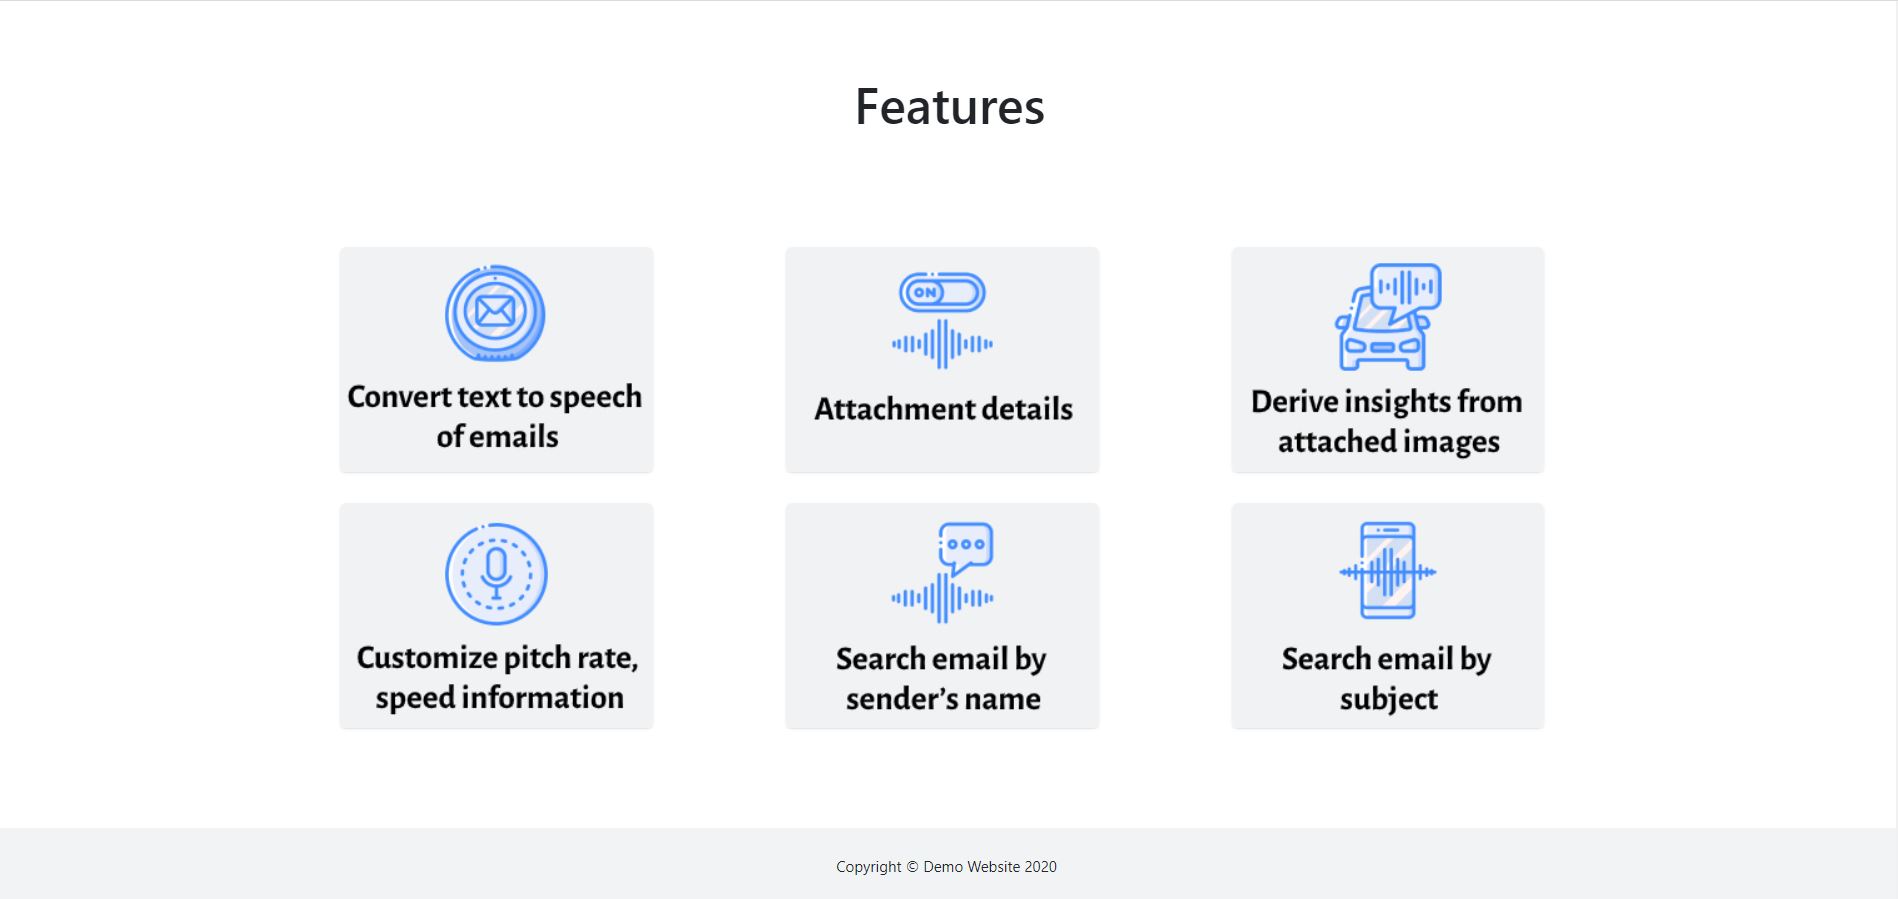 Features
ON
Convert text to speech
of emails
Attachment details
Derive insights from
attached images
Customize pitch rate,
speed information
Search email by
sender's name
Search email by
subject
Copyright © Demo Website 2020